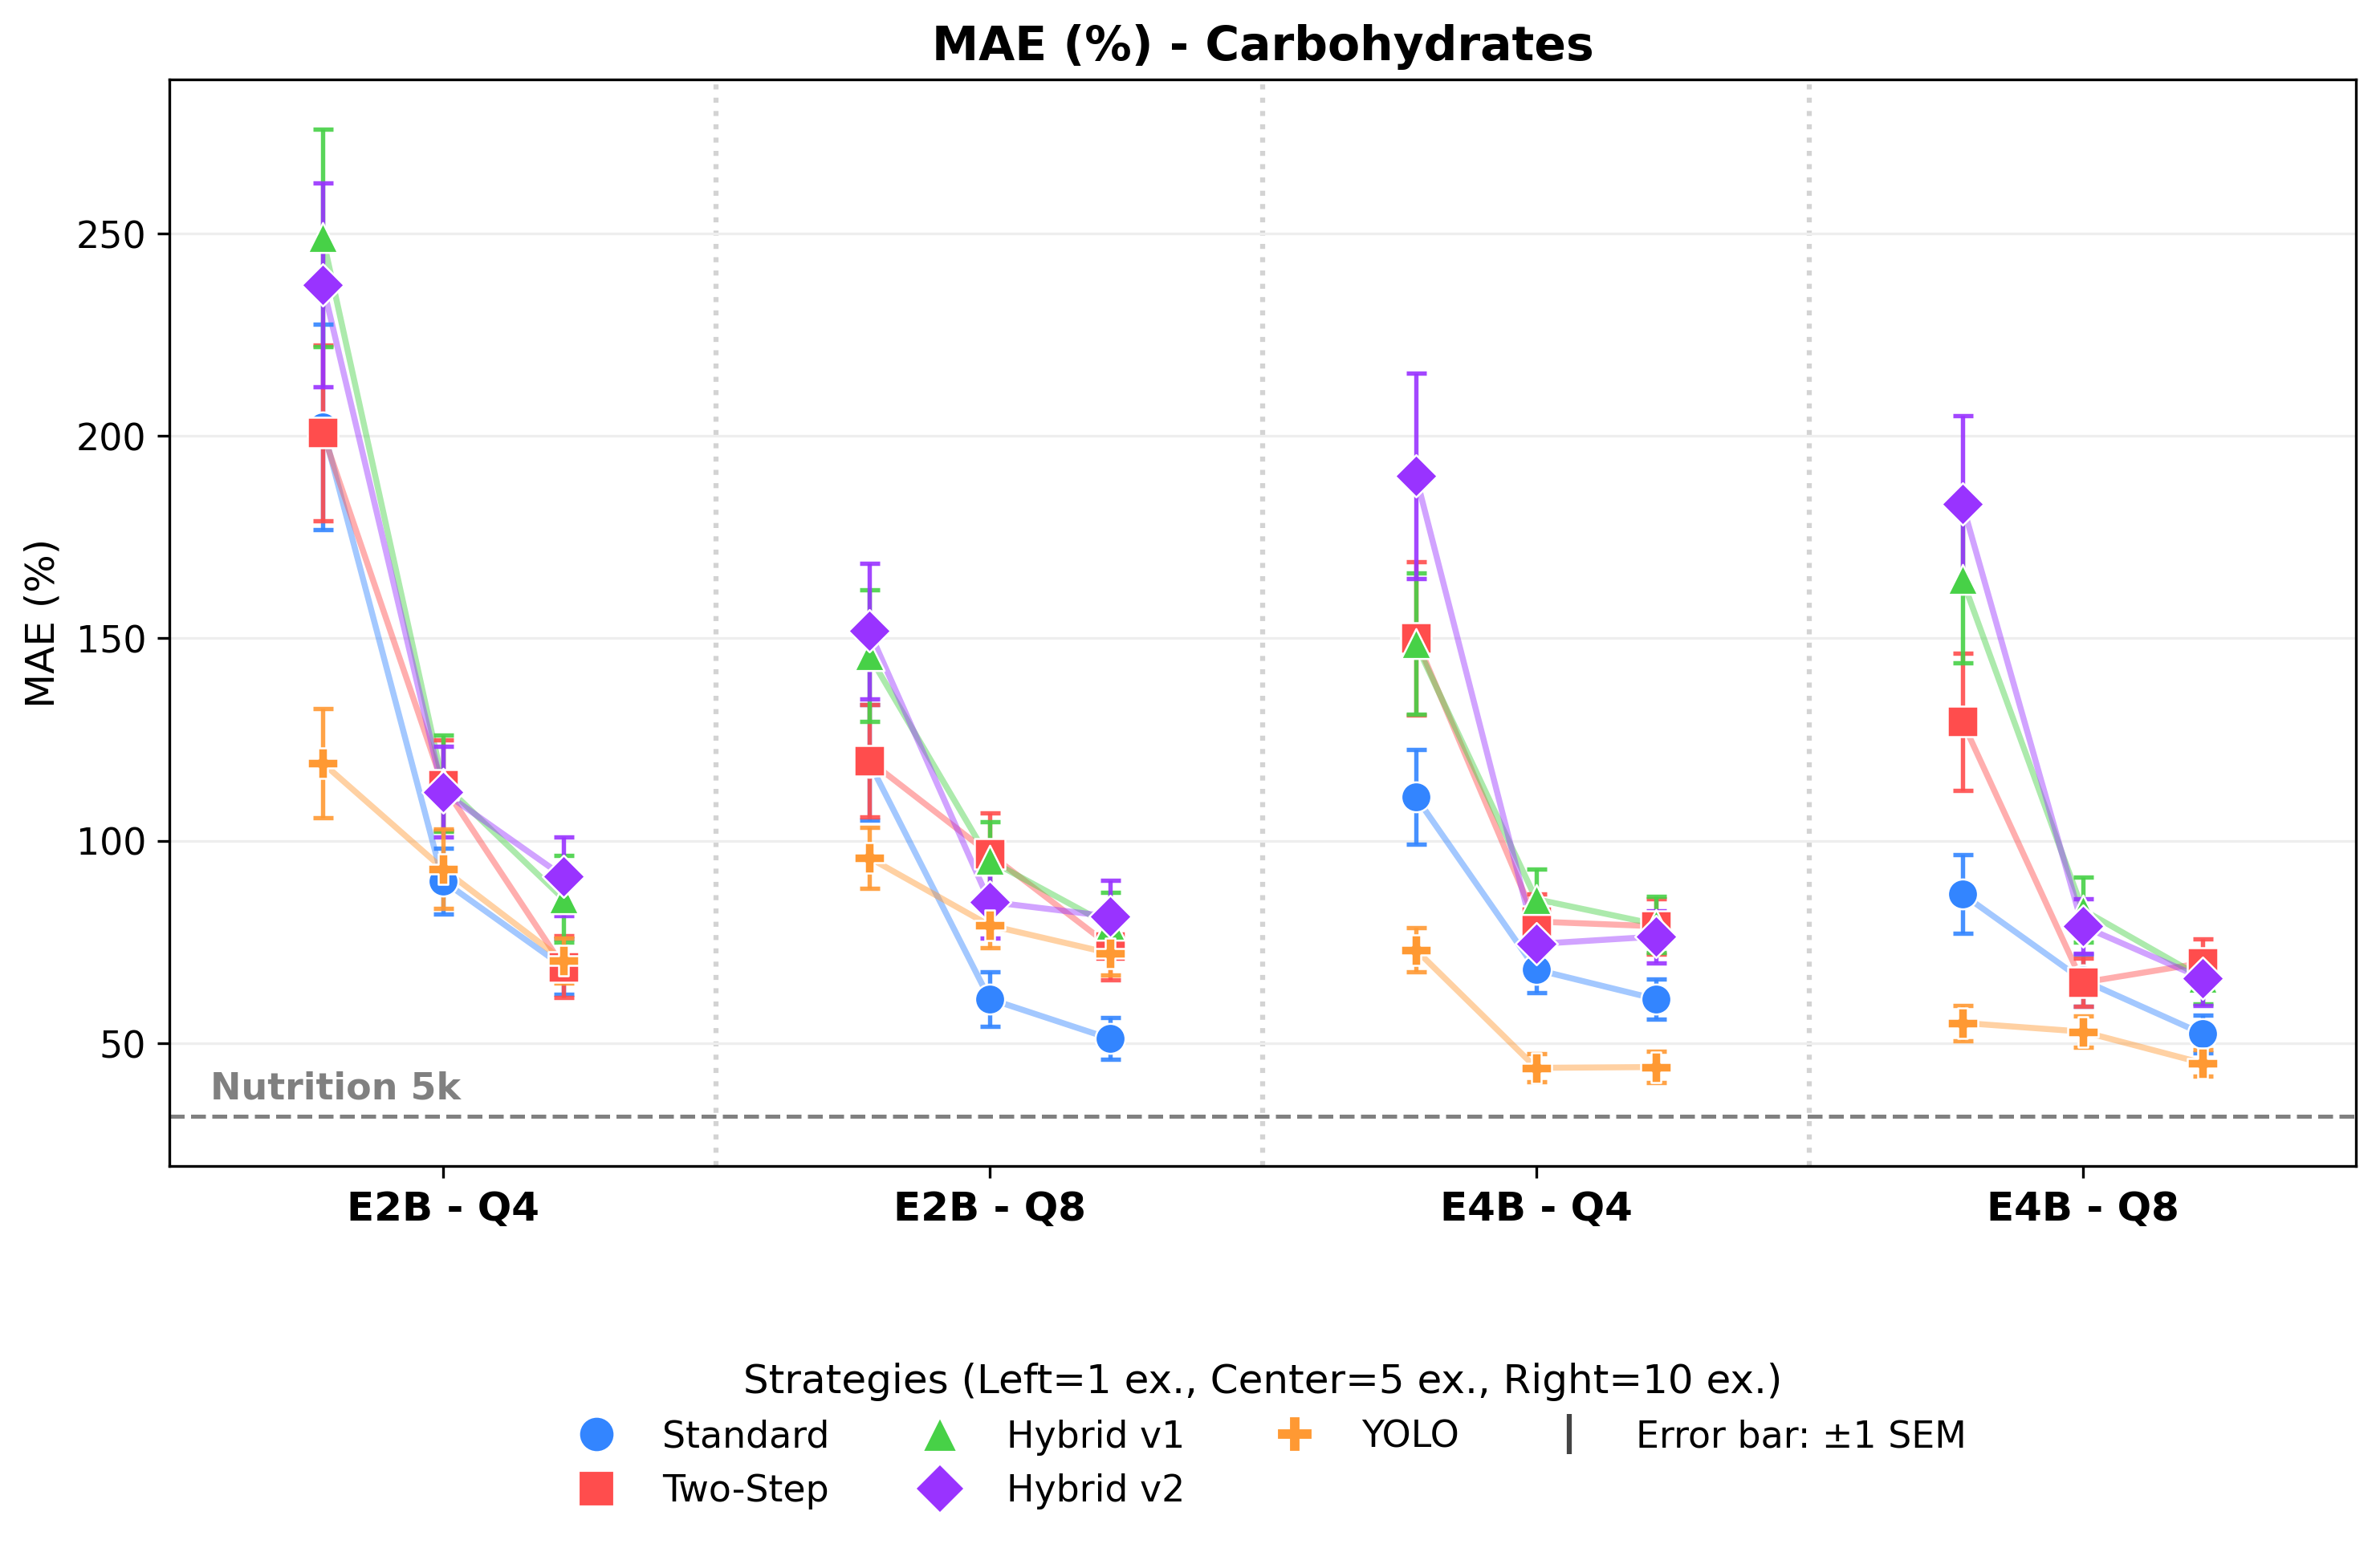 MAE (%) - Carbohydrates
MAE (%)
250
200
150
100
50
Nutrition 5k
E2B - Q4
E2B - Q8
E4B - Q4
E4B - Q8
Strategies (Left=1 ex., Center=5 ex., Right=10 ex.)
Standard
Hybrid v1
YOLO
Error bar: ±1 SEM
Two-Step
Hybrid v2